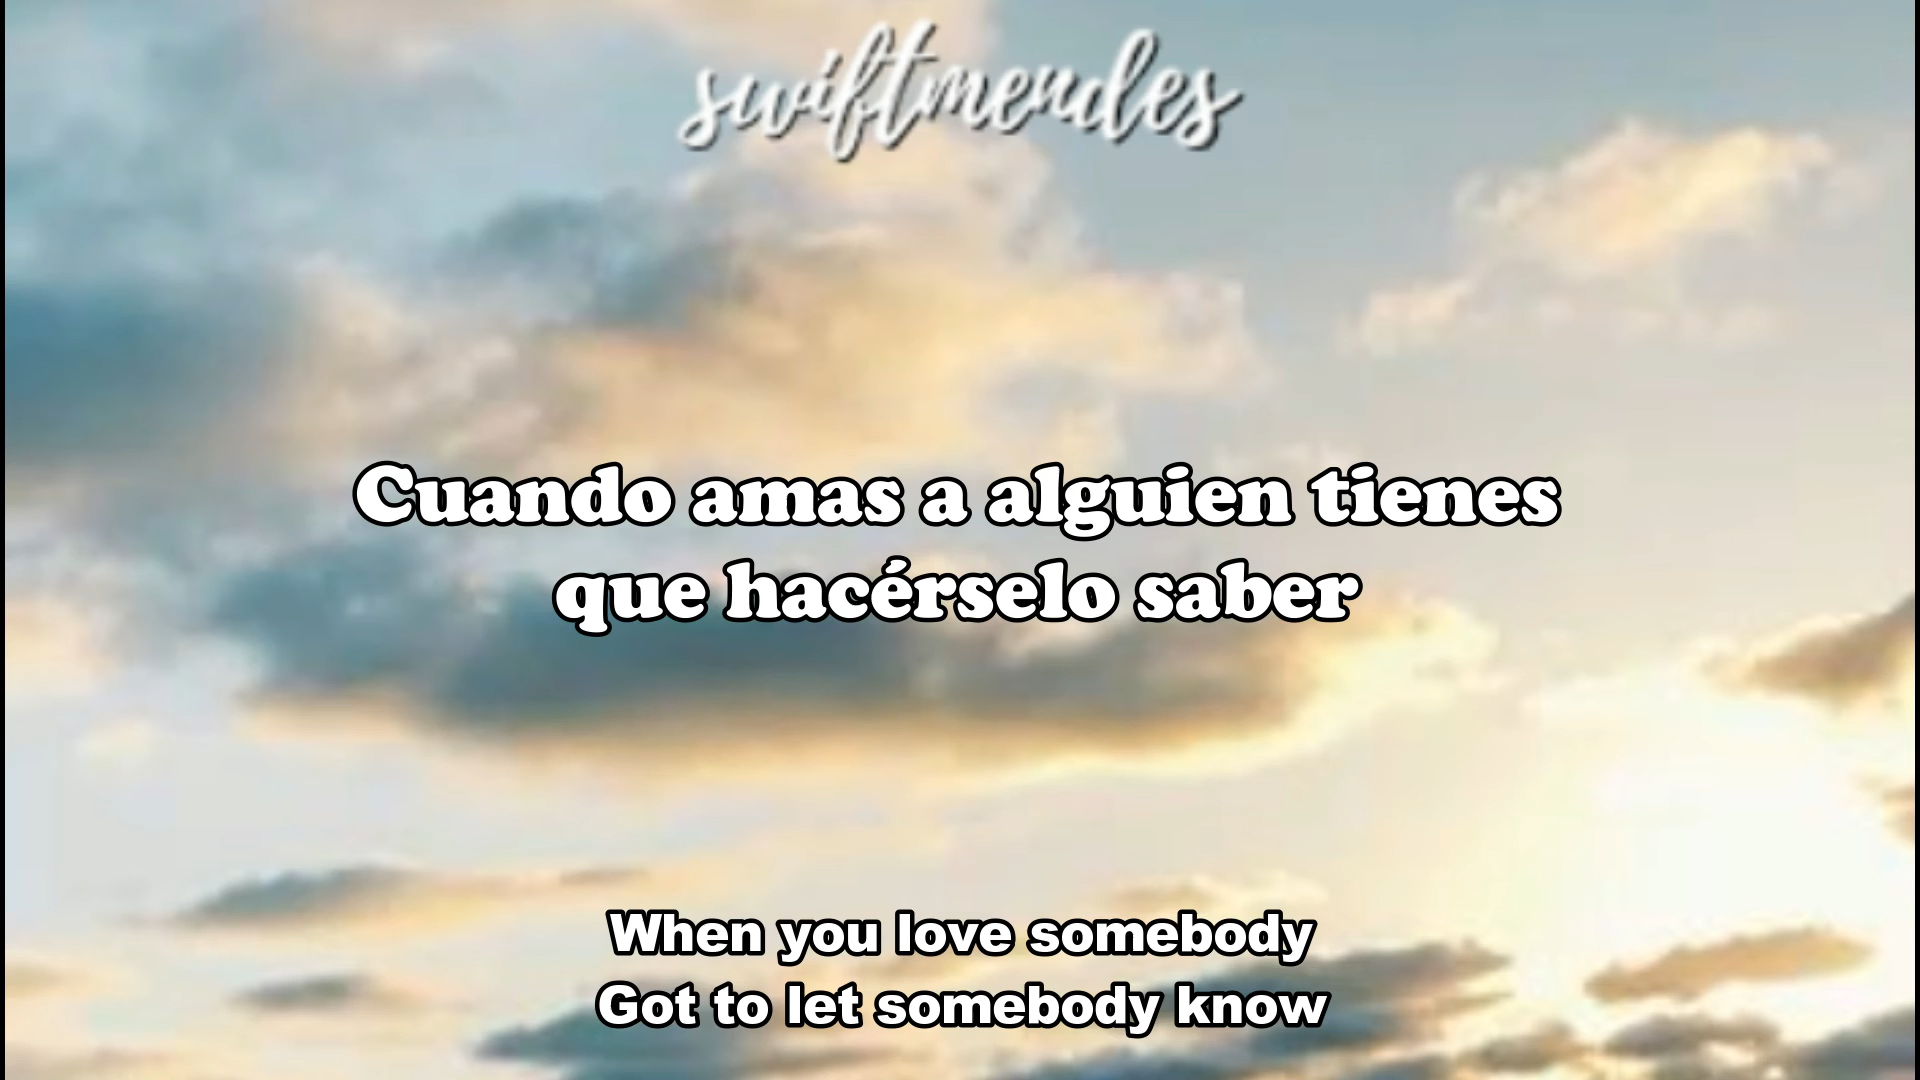 swiftmendes
Cuando amas a alguien tienes
que hacérselo saber
When you love somebody
Got to let somebody know